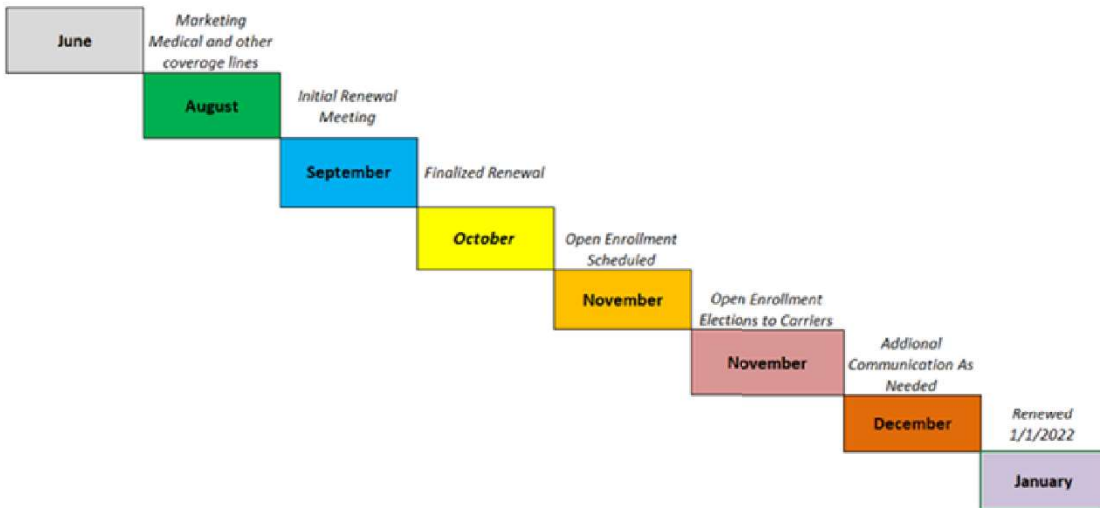 June
Marketing
Medical and other
coverage lines
August
Initial Renewal
Meeting
September
Finalized Renewal
October
Open Enrollment
Scheduled
November
Open Enrollment
Elections to Carriers
November
Addional
Communication As
Needed
December
Renewed
1/1/2022
January